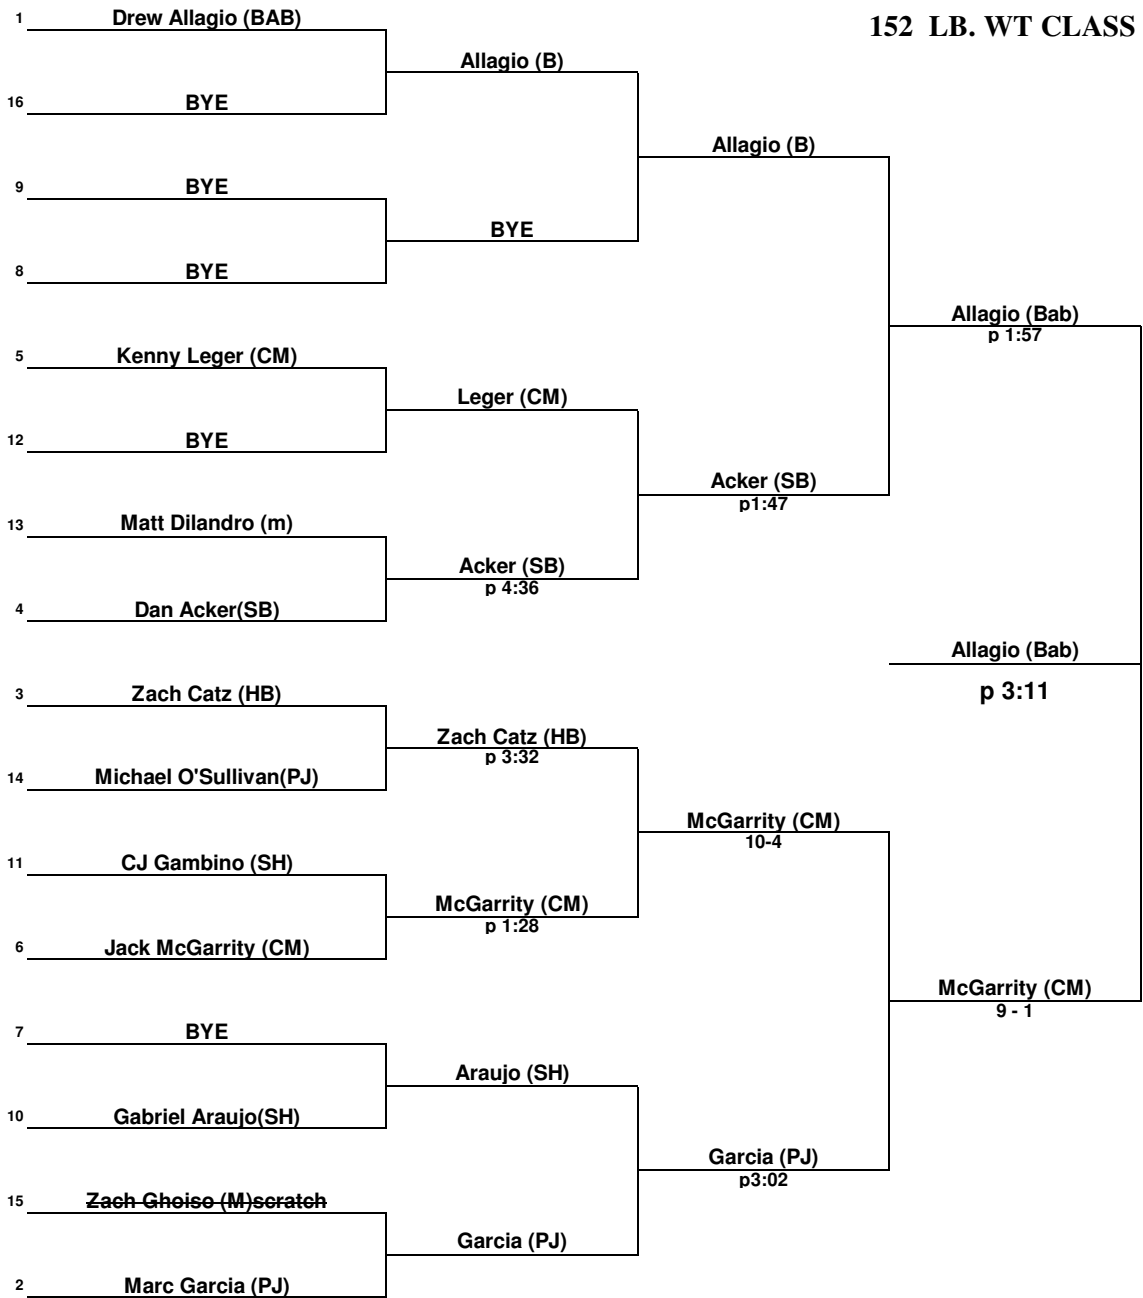 152 LB. WT CLASS
1 Drew Allagio (BAB)
Allagio (B)
16 BYE
Allagio (B)
9 BYE
BYE
8 BYE
Allagio (Bab)
p 1:57
5 Kenny Leger (CM)
Leger (CM)
12 BYE
Acker (SB)
p1:47
13 Matt Dilandro (m)
Acker (SB)
p 4:36
4 Dan Acker(SB)
Allagio (Bab)
p 3:11
3 Zach Catz (HB)
Zach Catz (HB)
p 3:32
14 Michael O'Sullivan(PJ)
McGarrity (CM)
10-4
11 CJ Gambino (SH)
McGarrity (CM)
p 1:28
6 Jack McGarrity (CM)
McGarrity (CM)
9 - 1
7 BYE
Araujo (SH)
10 Gabriel Araujo(SH)
Garcia (PJ)
p3:02
15 Zach Ghoiso (M)scratch
Garcia (PJ)
2 Marc Garcia (PJ)